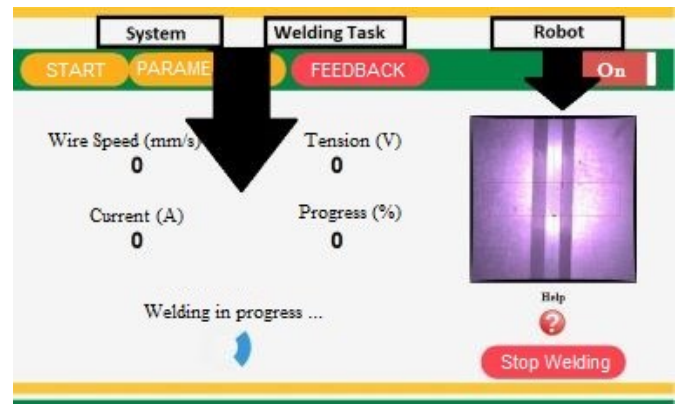 System Welding Task Robot
START PARAME FEEDBACK On
Wire Speed (mm/s) Tension (V)
0 0
Current (A) Progress (%)
0 0
Welding in progress ...
Help
?
Stop Welding